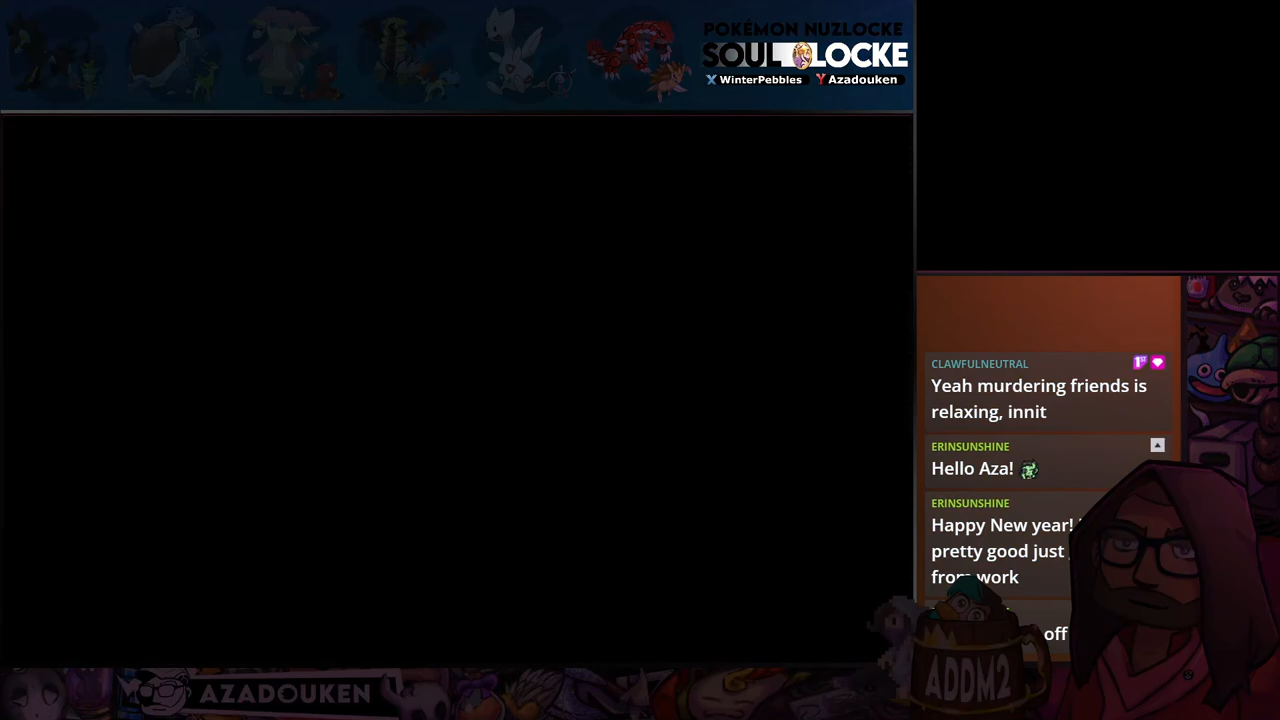 POKÉMON NUZLOCKE
SOUL LOCKE
WinterPebbles Azadouken
CLAWFULNEUTRAL
Yeah murdering friends is
relaxing, innit
ERINSUNSHINE
Hello Aza!
ERINSUNSHINE
Happy New year!
pretty good just
from work
off
ADDM2
AZADOUKEN